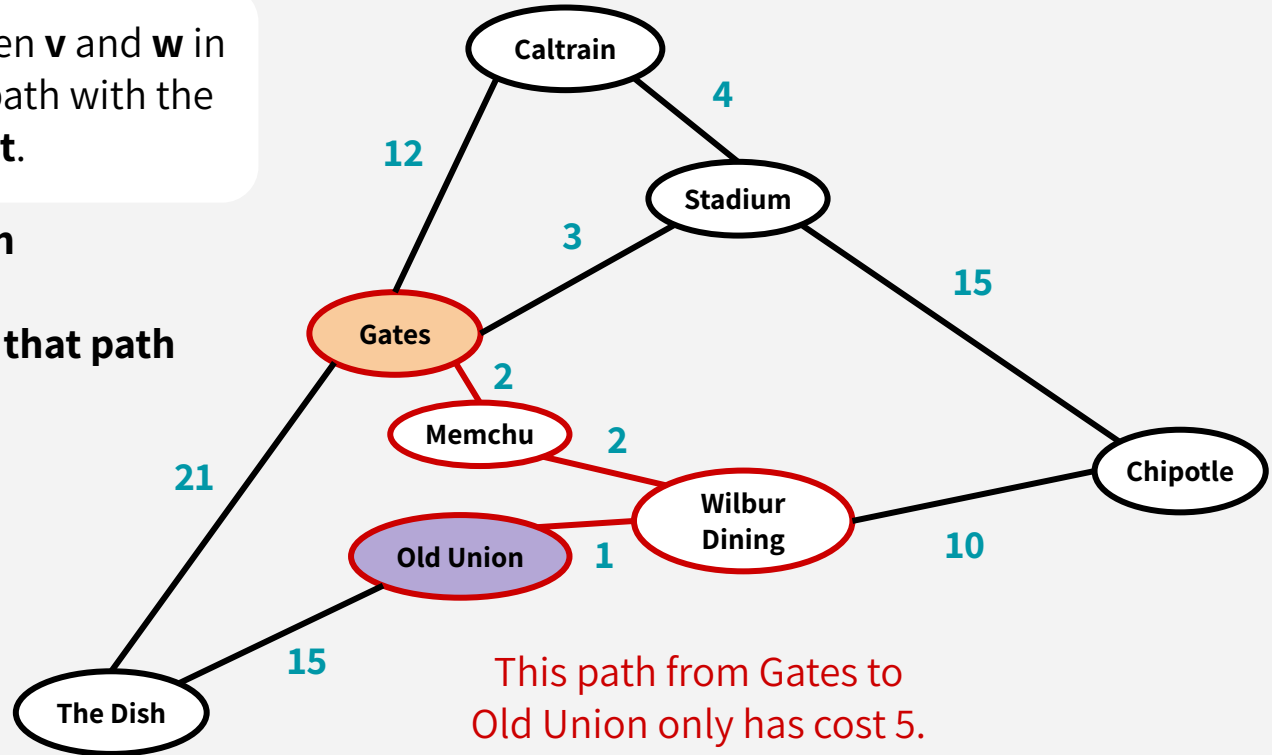 en v and w in
path with the
t.
n
that path
Caltrain
4
12
Stadium
3
15
Gates
2
Memchu
2
Chipotle
21
Wilbur
Dining
10
Old Union
1
15
The Dish
This path from Gates to
Old Union only has cost 5.